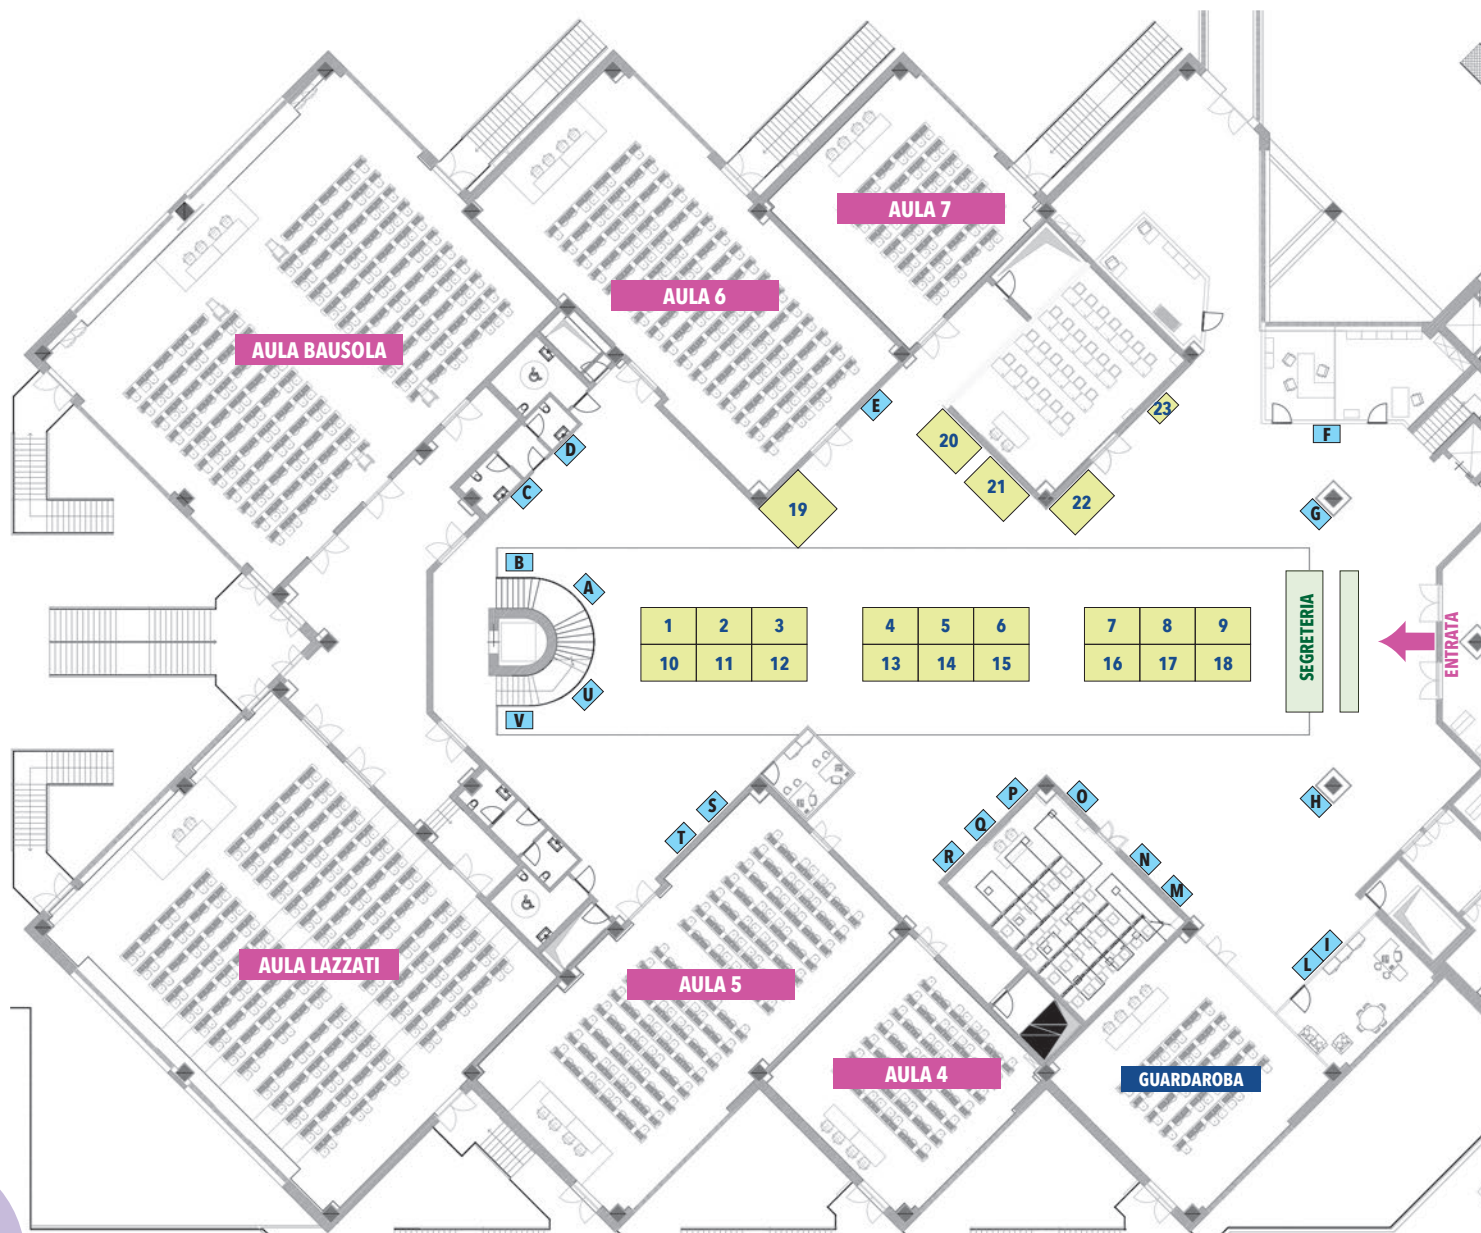 AULA 7
AULA 6
AULA BAUSOLA
E
23
F
20
D
21
C
22
G
19
B
A
1 2 3 4 5 6 7 8 9
10 11 12 13 14 15 16 17 18
SEGRETERIA
ENTRATA
U
V
P
O
H
S
Q
T
R
N
M
I
L
AULA LAZZATI
AULA 5
AULA 4
GUARDAROBA